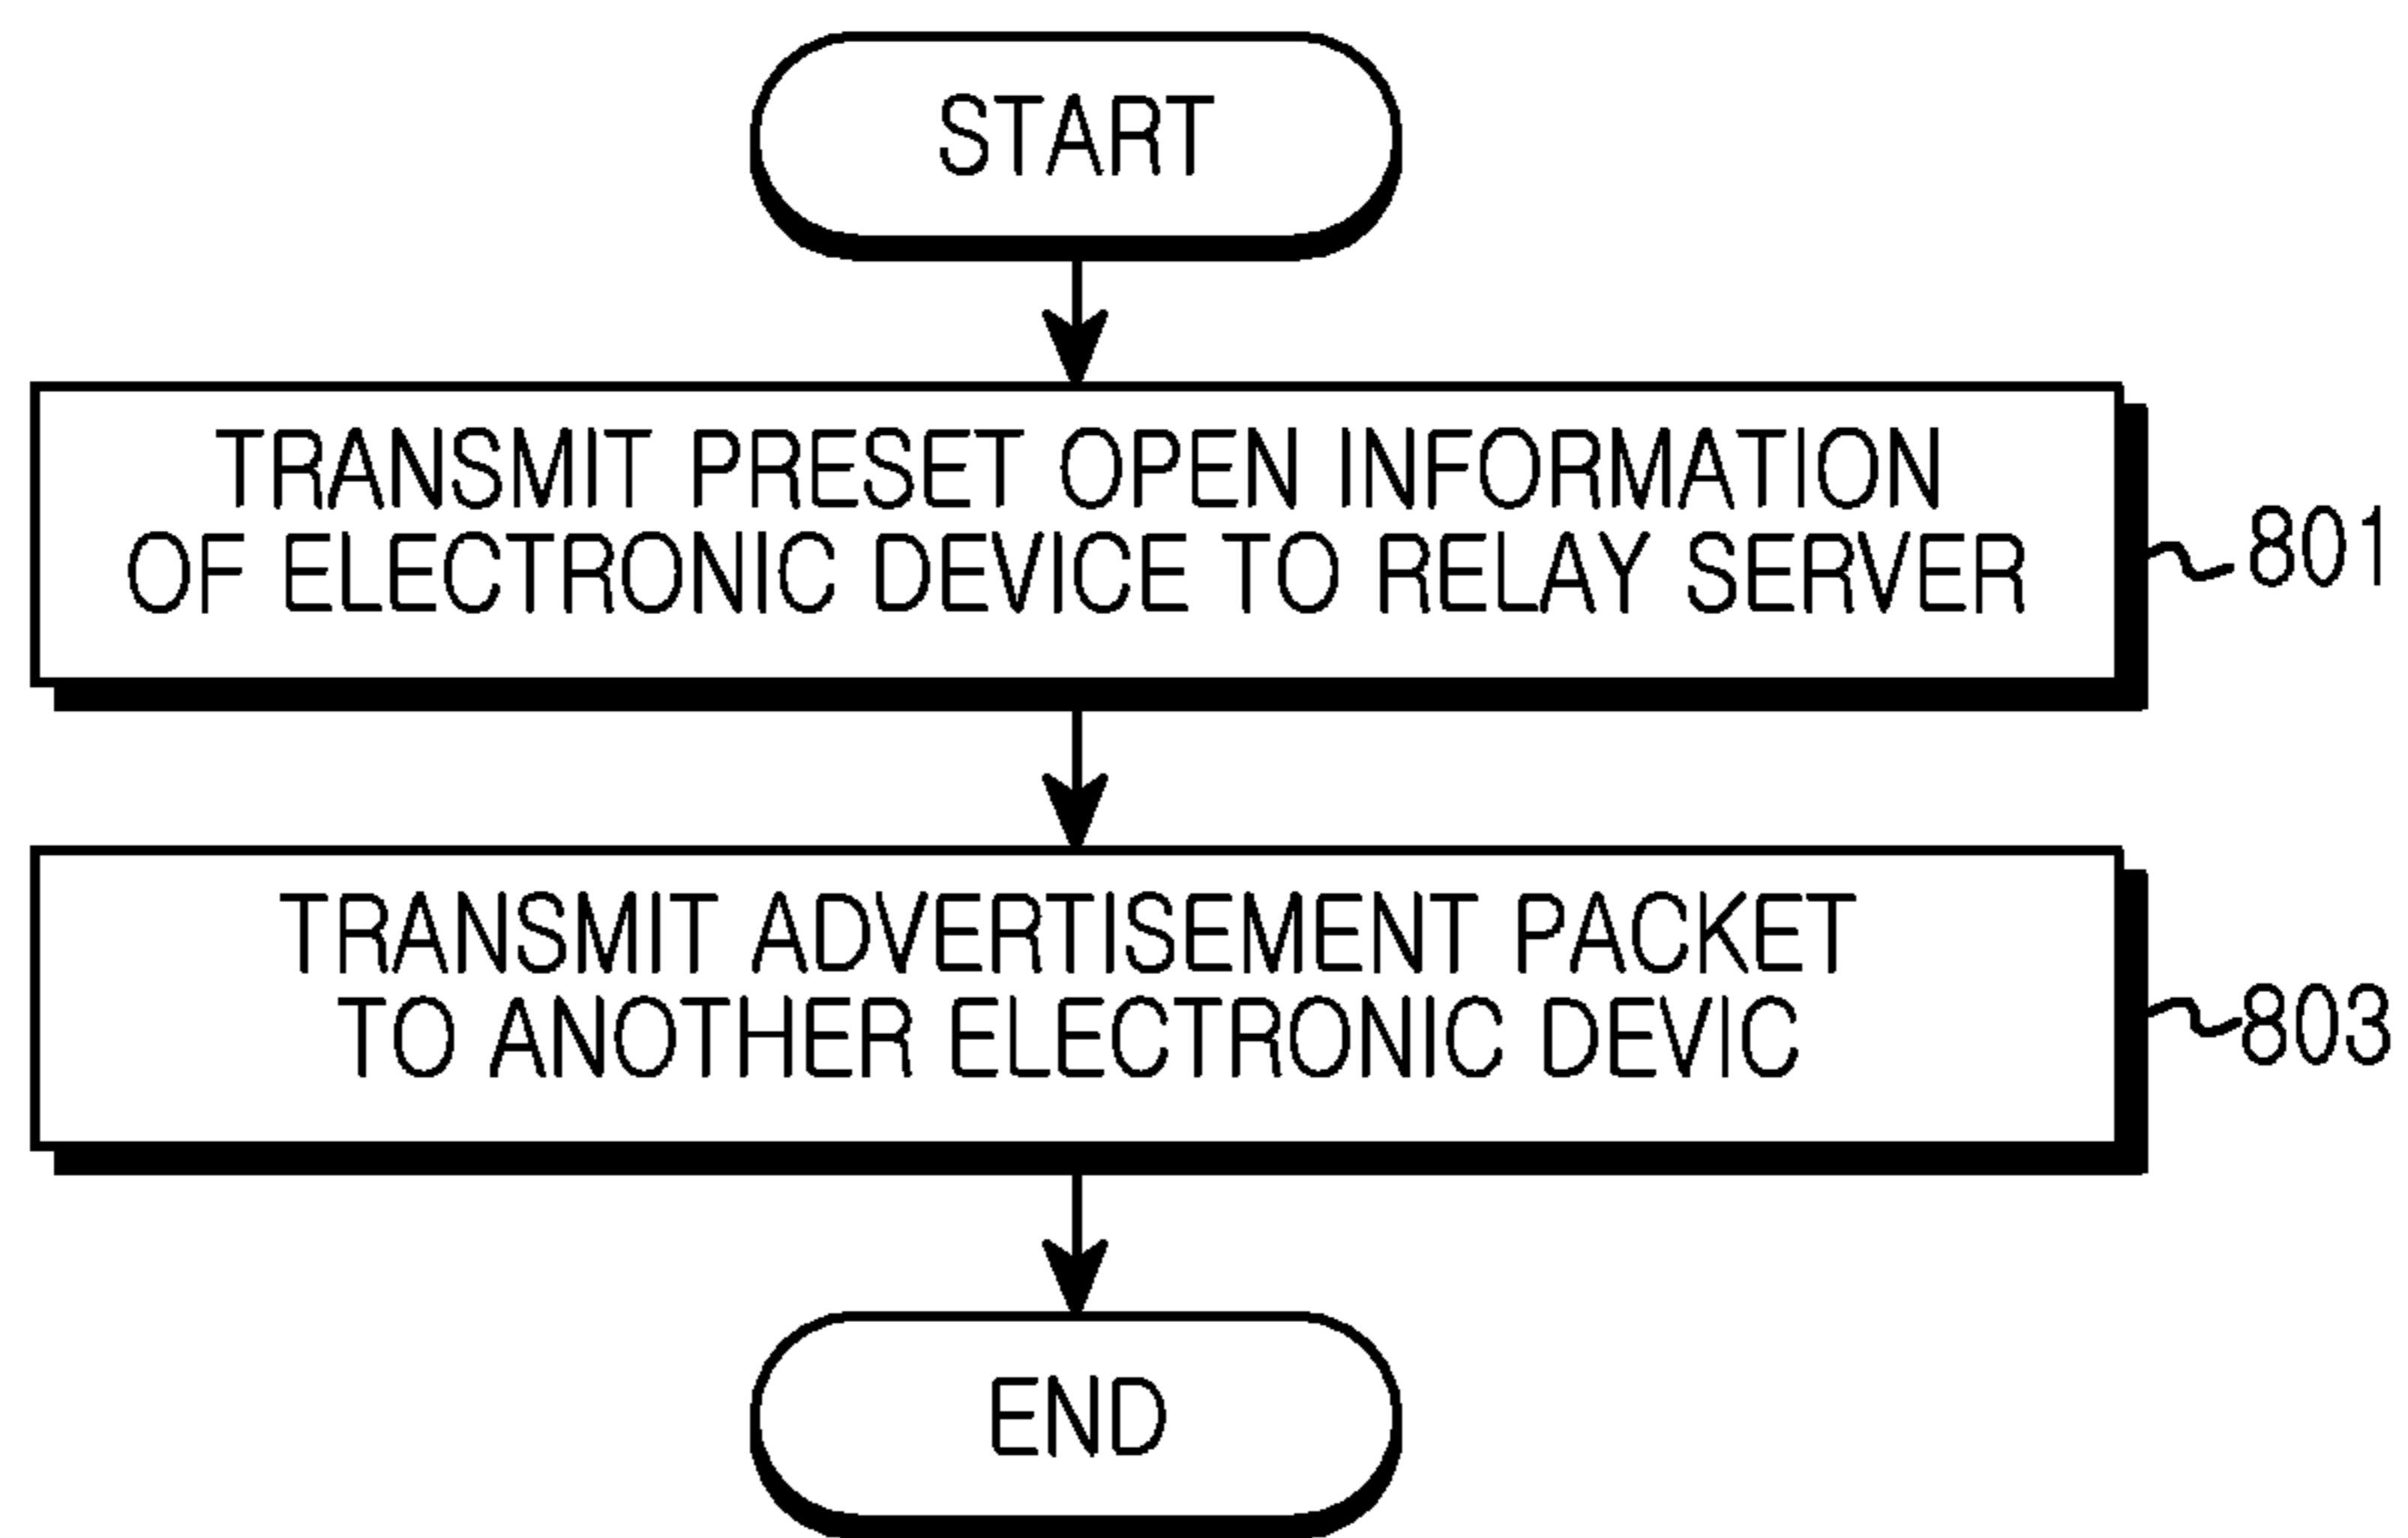 START
TRANSMIT PRESET OPEN INFORMATION
OF ELECTRONIC DEVICE TO RELAY SERVER
801
TRANSMIT ADVERTISEMENT PACKET
TO ANOTHER ELECTRONIC DEVIC
803
END